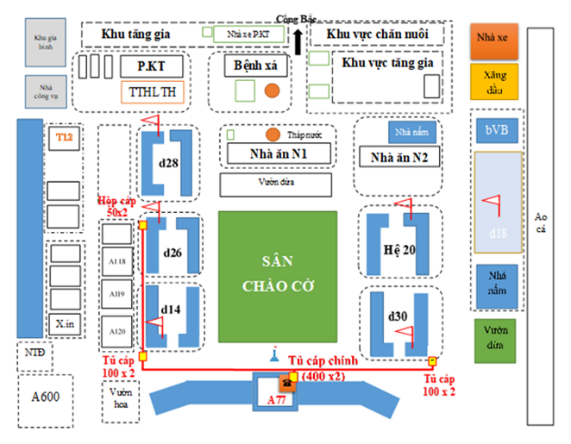 Cổng Bắc
Khu gia
binh
Khu tăng gia
Nhà xe P.KT
Khu vực chăn nuôi
Nhà xe
P.KT
Bệnh xá
Khu vực tăng gia
Nhà
công vụ
TTHLTH
Xăng
dầu
T12
d28
Tháp nước
Nhà ăn N1
Nhà nấm
Nhà ăn N2
bVB
Vườn dừa
Hộp cáp
50x2
d18
Ao
cá
A118
d26
SÂN
CHÀO CỜ
Hệ 20
A119
Nhà
nấm
X.in
A120
d14
d30
NTĐ
Tủ cáp
100 x 2
Tủ cáp chính
(400 x2)
Vườn
dừa
A600
Vườn
hoa
A77
Tủ cáp
100 x 2